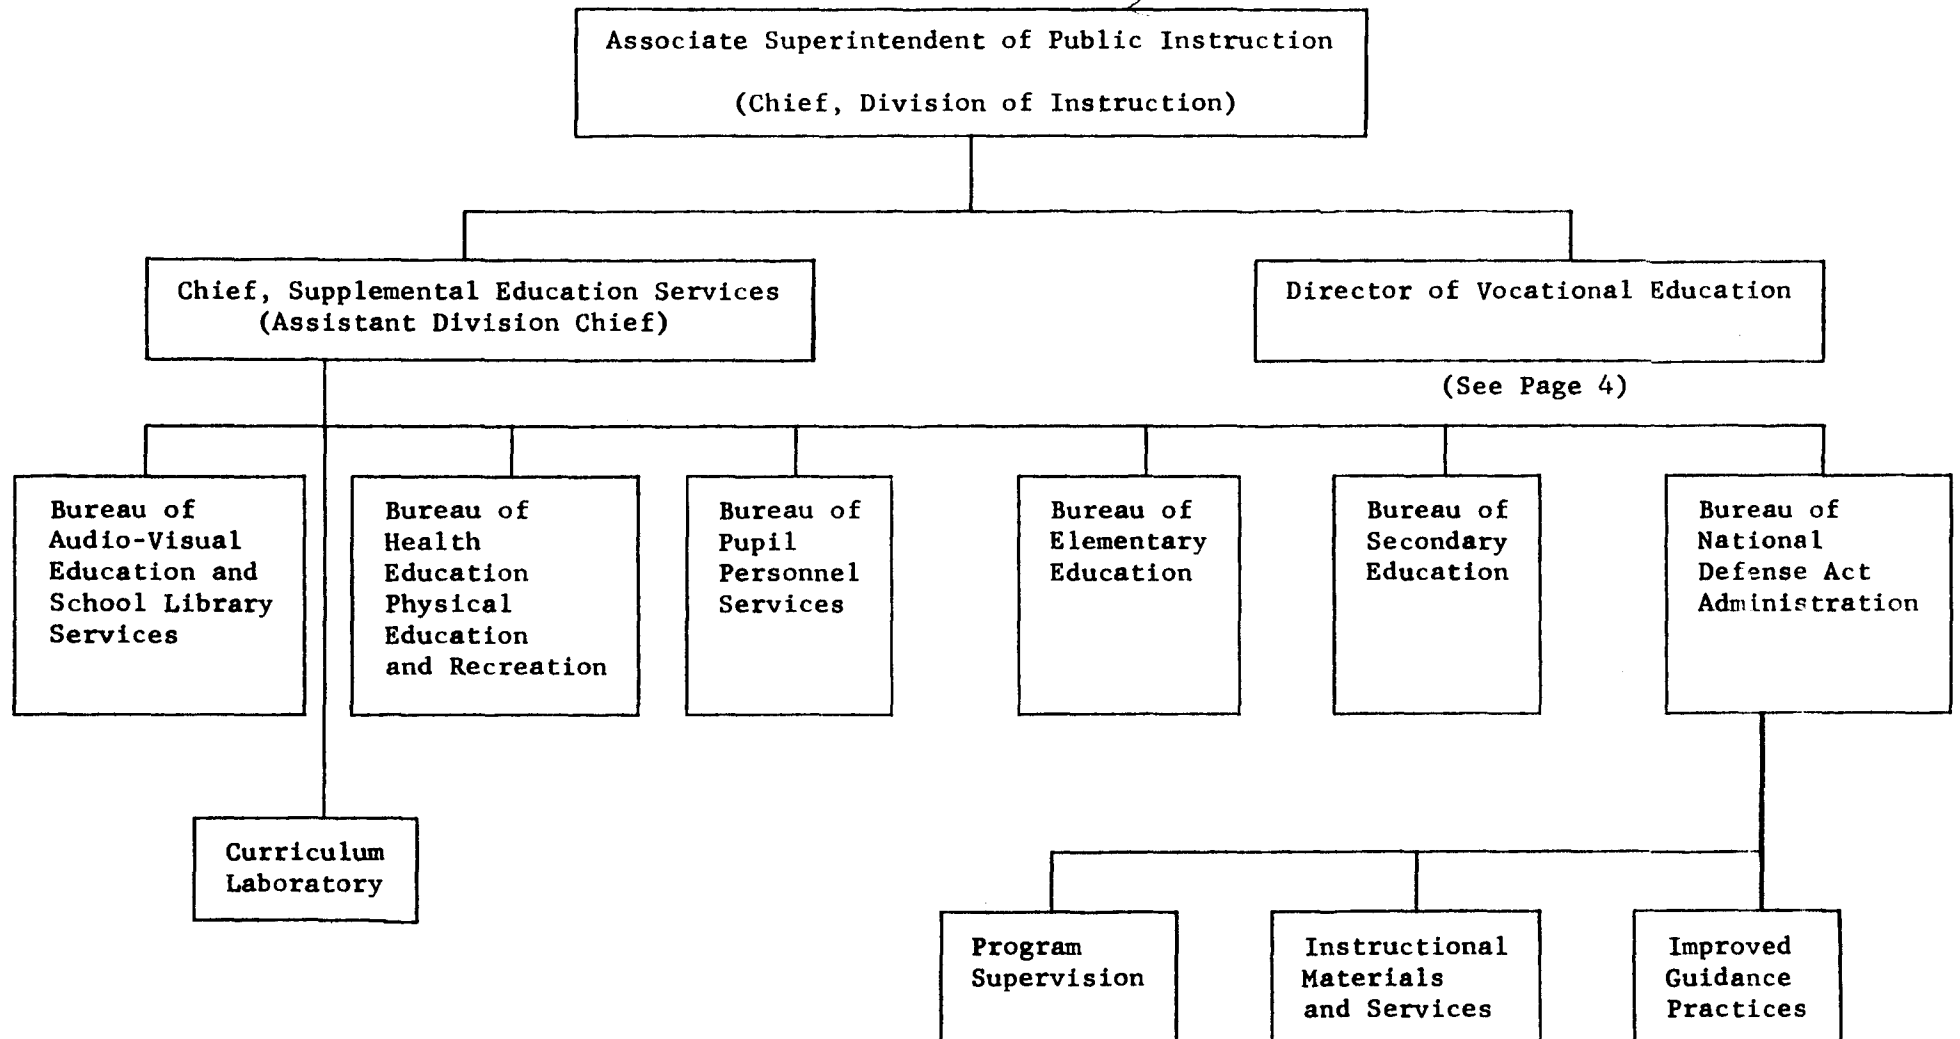 Associate Superintendent of Public Instruction
(Chief, Division of Instruction)
Chief, Supplemental Education Services
(Assistant Division Chief)
Director of Vocational Education
(See Page 4)
Bureau of
Audio-Visual
Education and
School Library
Services
Bureau of
Health
Education
Physical
Education
and Recreation
Bureau of
Pupil
Personnel
Services
Bureau of
Elementary
Education
Bureau of
Secondary
Education
Bureau of
National
Defense Act
Administration
Curriculum
Laboratory
Program
Supervision
Instructional
Materials
and Services
Improved
Guidance
Practices